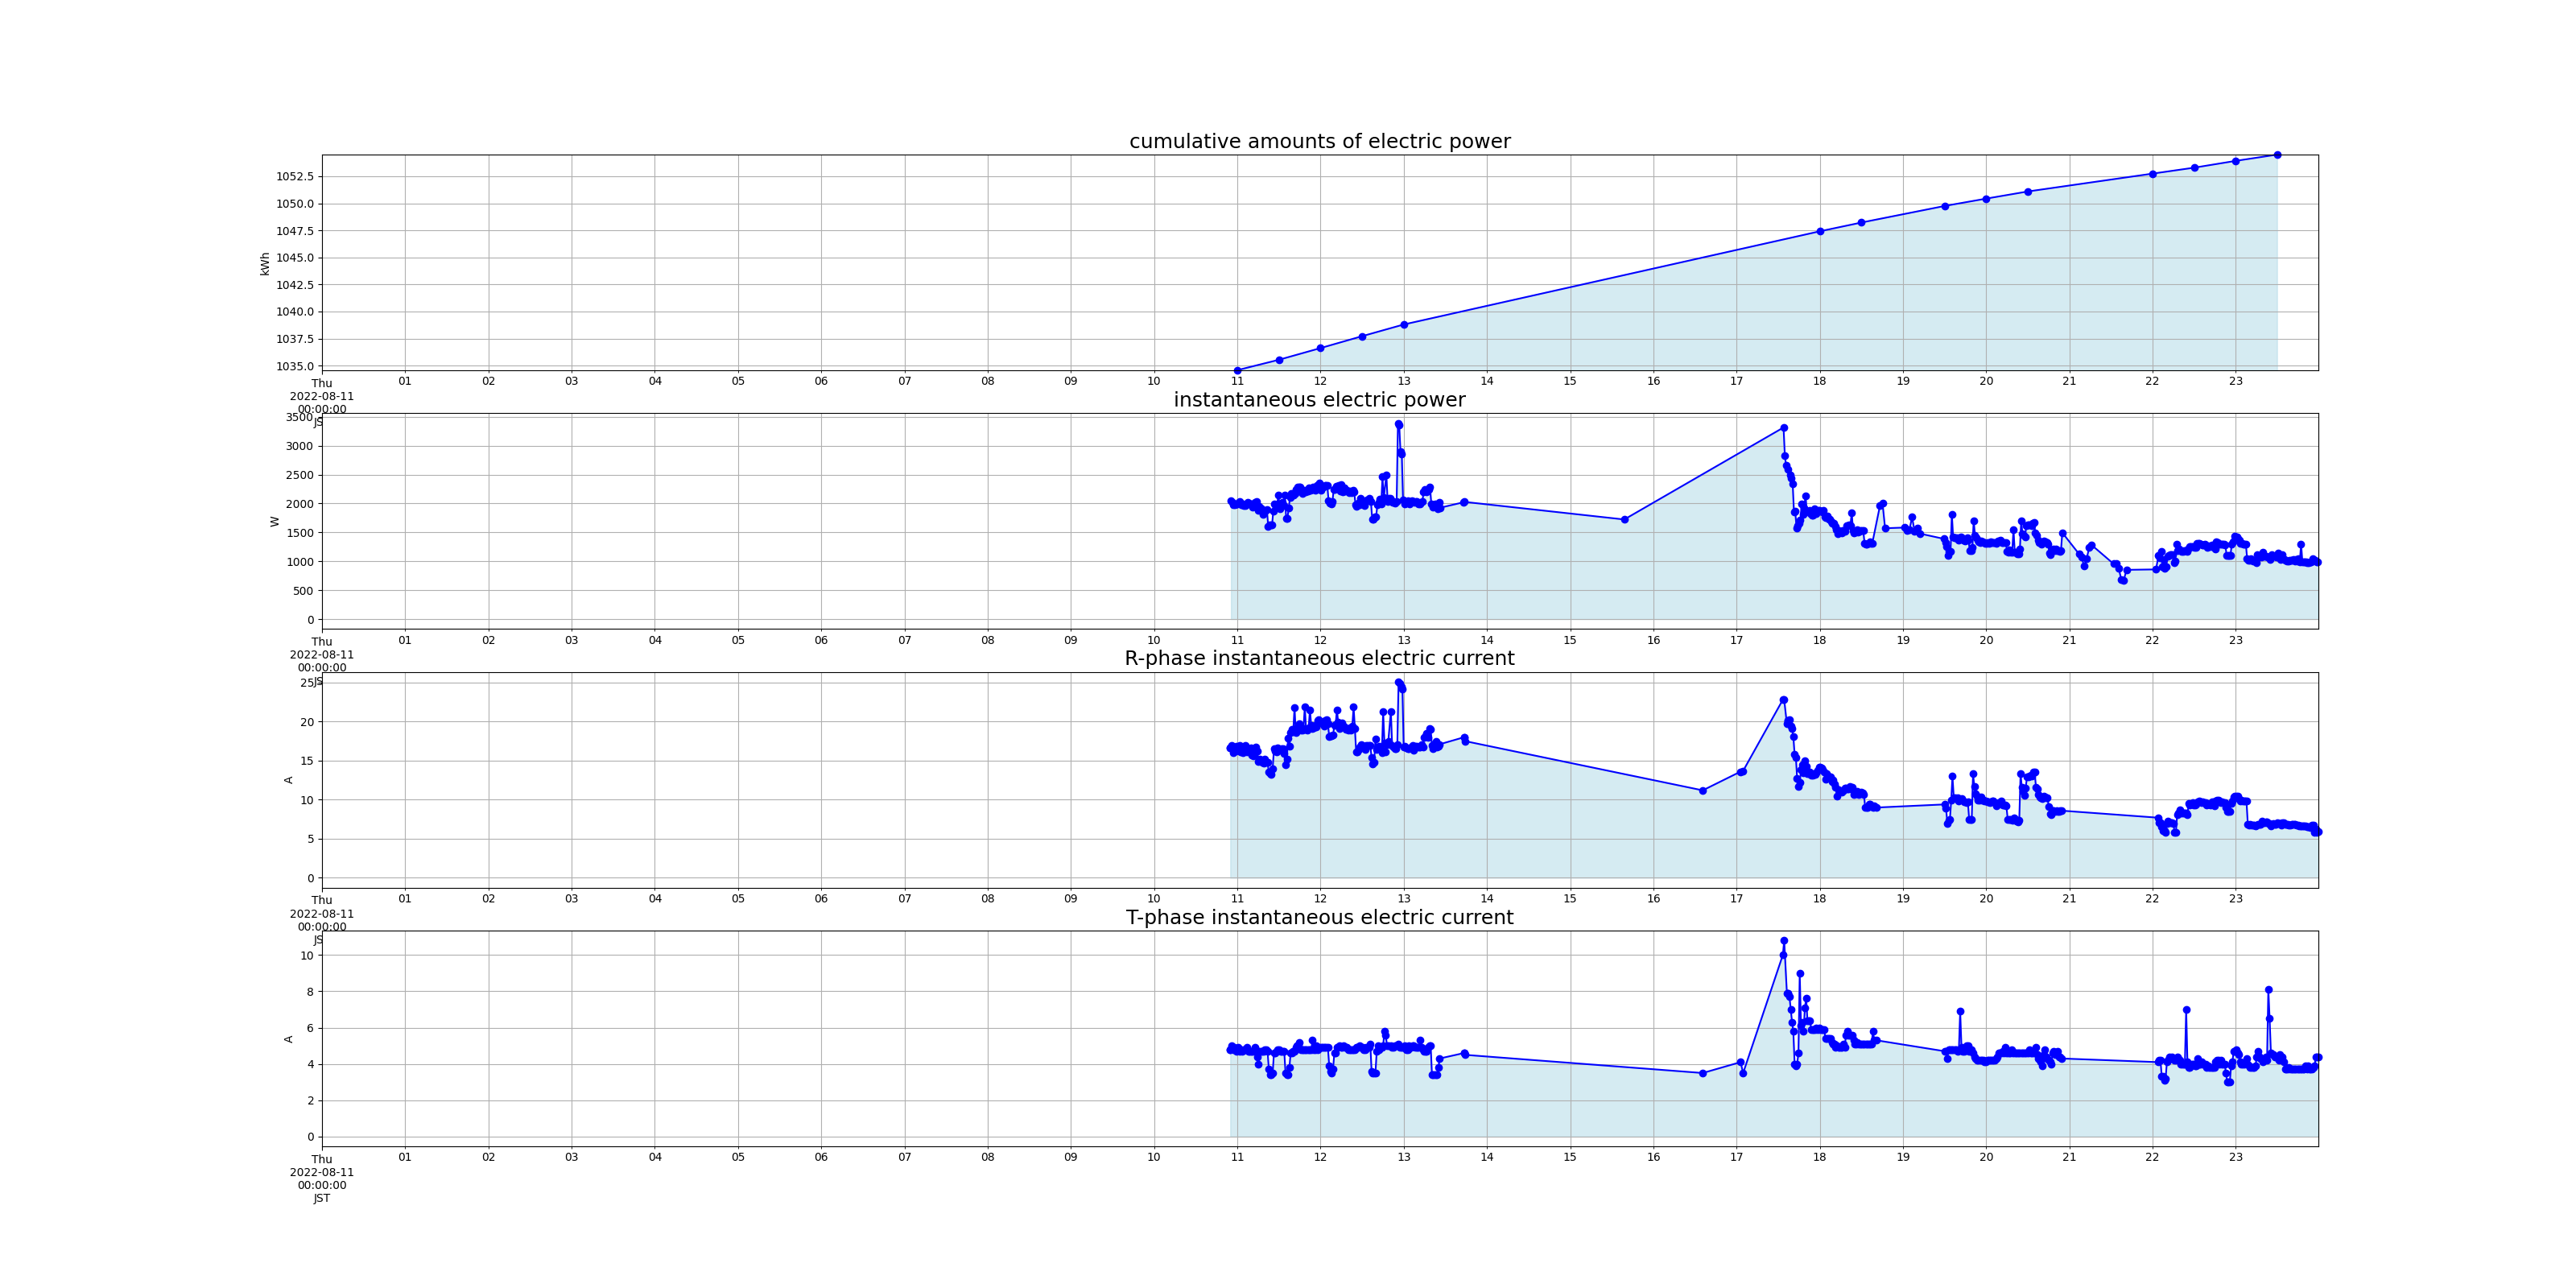 cumulative amounts of electric power
1052.5
1050.0
1047.5
1045.0
1042.5
1040.0
1037.5
1035.0
kWh
01 02 03 04 05 06 07 08 09 10 11 12 13 14 15 16 17 18 19 20 21 22 23
Thu
2022-08-11
00:00:00
JS
instantaneous electric power
3500
3000
2500
2000
1500
1000
500
0
W
01 02 03 04 05 06 07 08 09 10 11 12 13 14 15 16 17 18 19 20 21 22 23
Thu
2022-08-11
00:00:00
JS
R-phase instantaneous electric current
25
20
15
10
5
0
A
01 02 03 04 05 06 07 08 09 10 11 12 13 14 15 16 17 18 19 20 21 22 23
Thu
2022-08-11
00:00:00
JS
T-phase instantaneous electric current
10
8
6
4
2
0
A
01 02 03 04 05 06 07 08 09 10 11 12 13 14 15 16 17 18 19 20 21 22 23
Thu
2022-08-11
00:00:00
JST